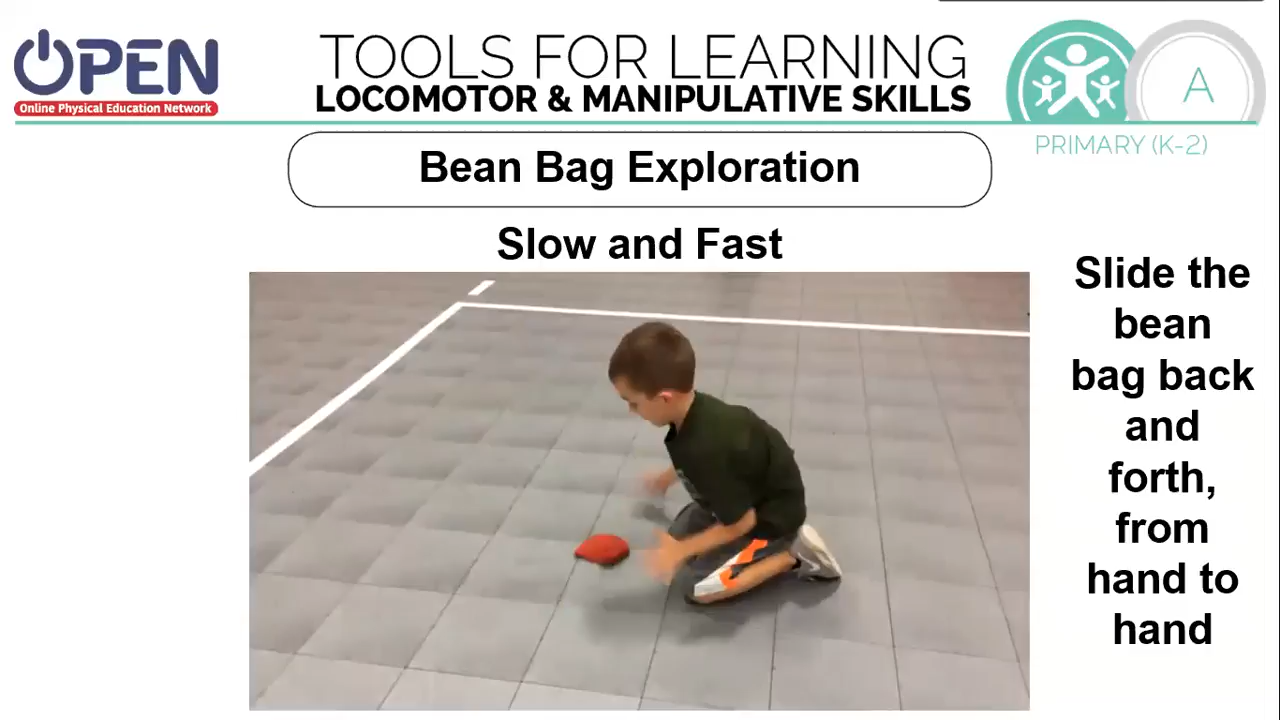 OPEN
Online Physical Education Network
TOOLS FOR LEARNING
LOCOMOTOR & MANIPULATIVE SKILLS
A
PRIMARY (K-2)
Bean Bag Exploration
Slow and Fast
Slide the
bean
bag back
and
forth,
from
hand to
hand